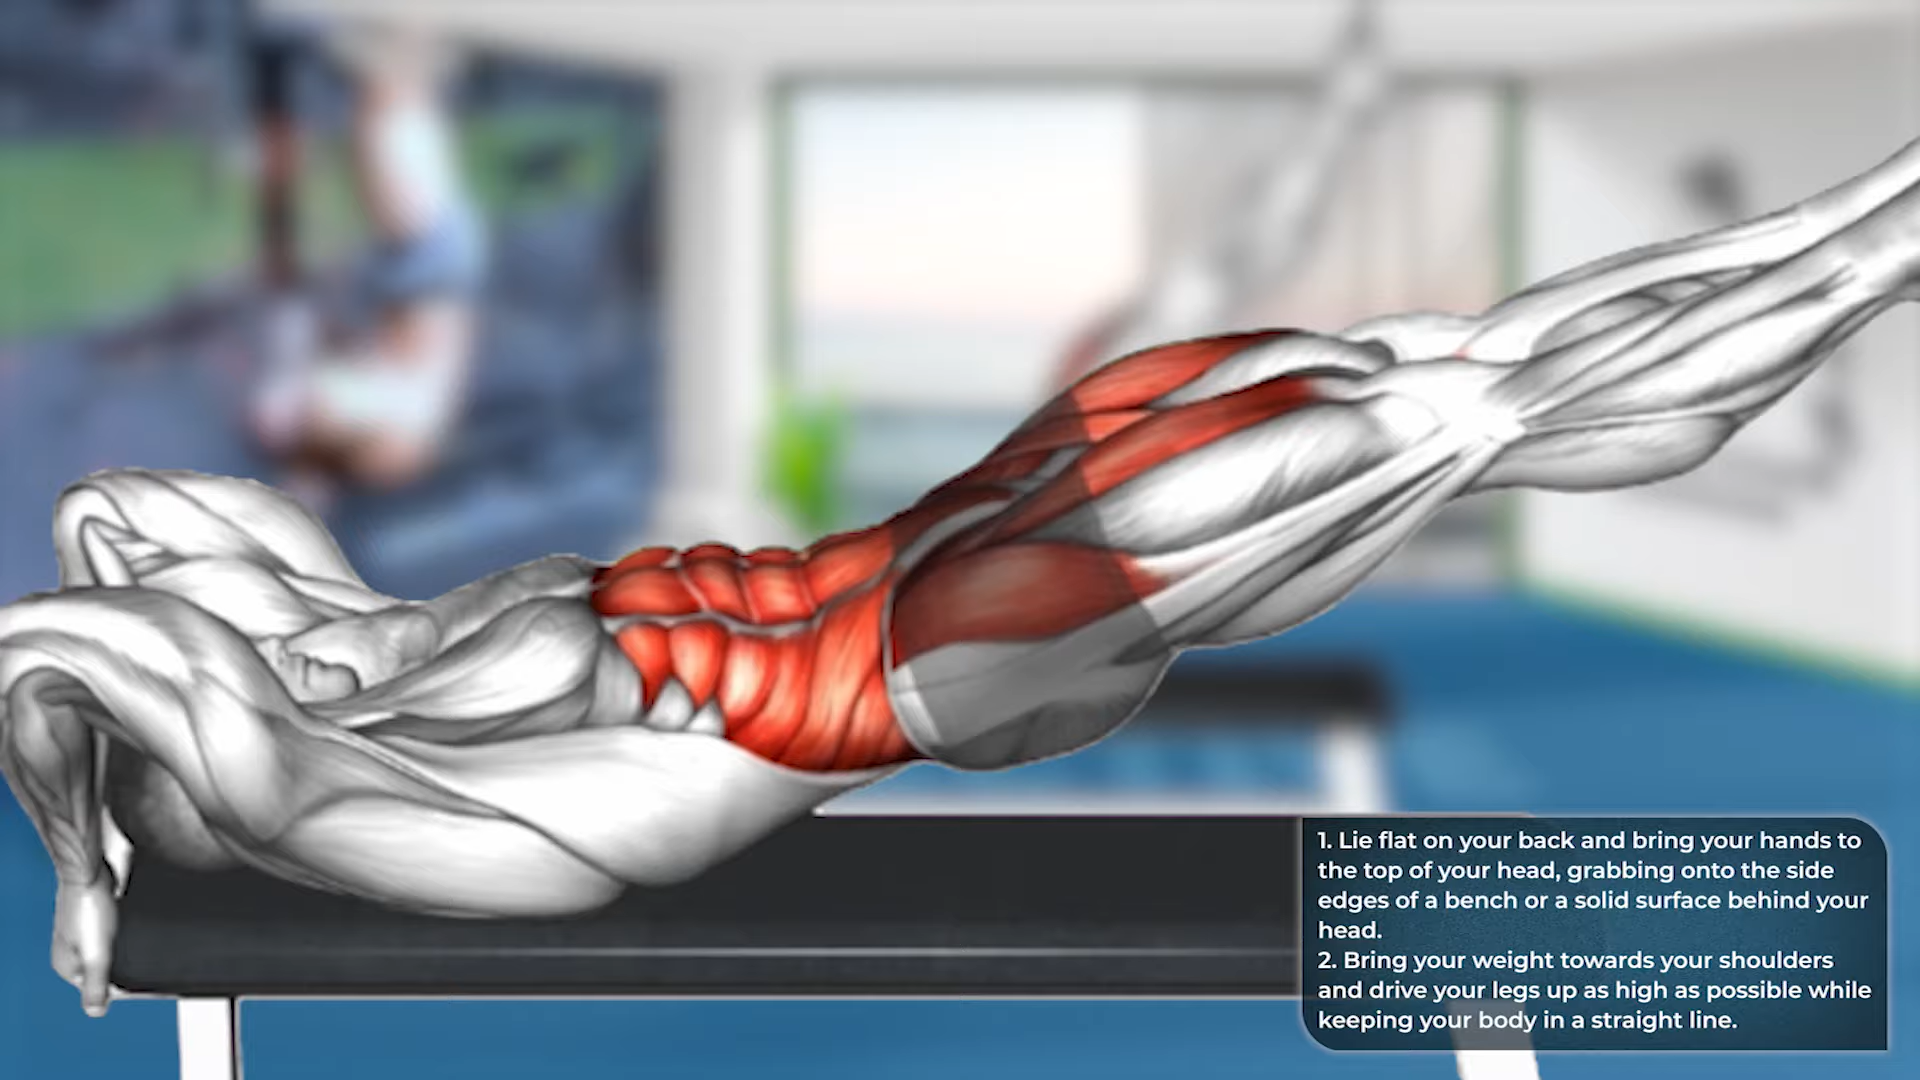 1. Lie flat on your back and bring your hands to
the top of your head, grabbing onto the side
edges of a bench or a solid surface behind your
head.
2. Bring your weight towards your shoulders
and drive your legs up as high as possible while
keeping your body in a straight line.